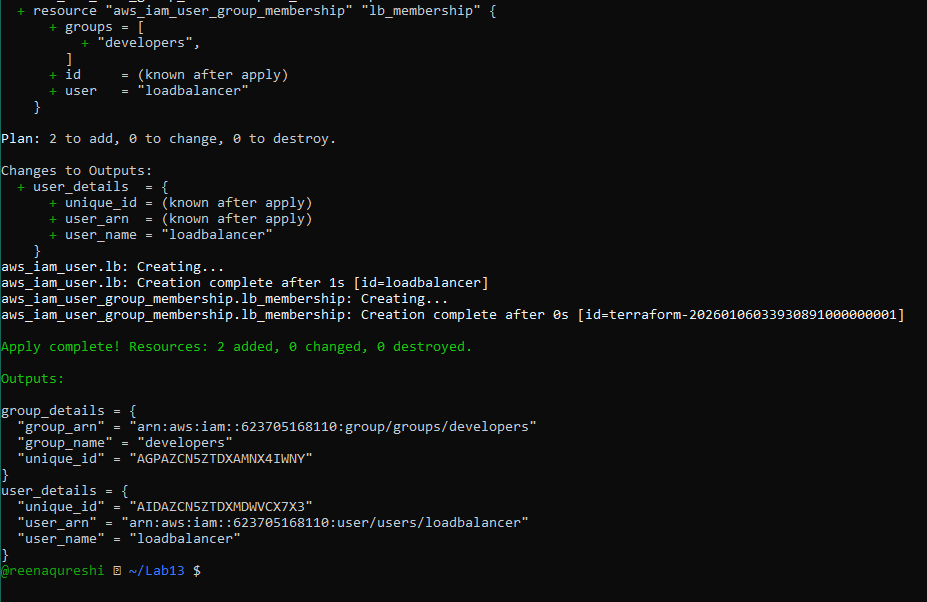 + resource "aws_iam_user_group_membership" "lb_membership" {
+ groups = [
+ "developers",
]
+ id     = (known after apply)
+ user   = "loadbalancer"
}
Plan: 2 to add, 0 to change, 0 to destroy.
Changes to Outputs:
+ user_details  = {
+ unique_id = (known after apply)
+ user_arn  = (known after apply)
+ user_name = "loadbalancer"
}
aws_iam_user.lb: Creating...
aws_iam_user.lb: Creation complete after 1s [id=loadbalancer]
aws_iam_user_group_membership.lb_membership: Creating...
aws_iam_user_group_membership.lb_membership: Creation complete after 0s [id=terraform-20260106033930891000000001]
Apply complete! Resources: 2 added, 0 changed, 0 destroyed.
Outputs:
group_details = {
"group_arn" = "arn:aws:iam::623705168110:group/groups/developers"
"group_name" = "developers"
"unique_id" = "AGPAZCN5ZTDXAMNX4IWNY"
}
user_details = {
"unique_id" = "AIDAZCN5ZTDXMDWVCX7X3"
"user_arn" = "arn:aws:iam::623705168110:user/users/loadbalancer"
"user_name" = "loadbalancer"
}
@reenaqureshi ~/Lab13 $